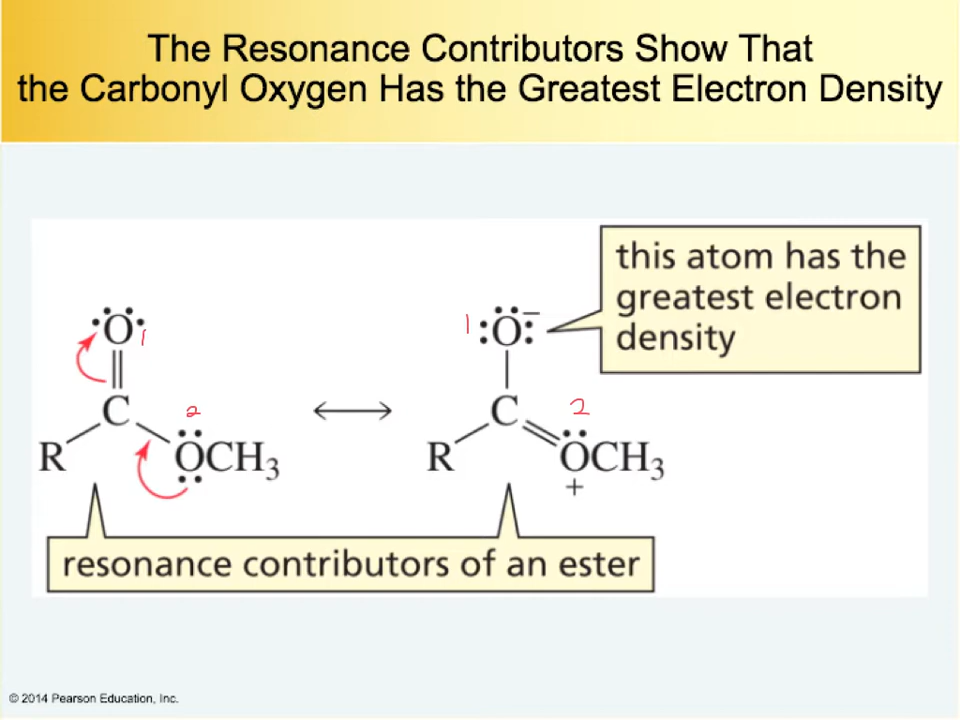 The Resonance Contributors Show That
the Carbonyl Oxygen Has the Greatest Electron Density
this atom has the
greatest electron
density
O 1
1 O −
C 2
C 2
R OCH₃
R OCH₃
+
resonance contributors of an ester
© 2014 Pearson Education, Inc.